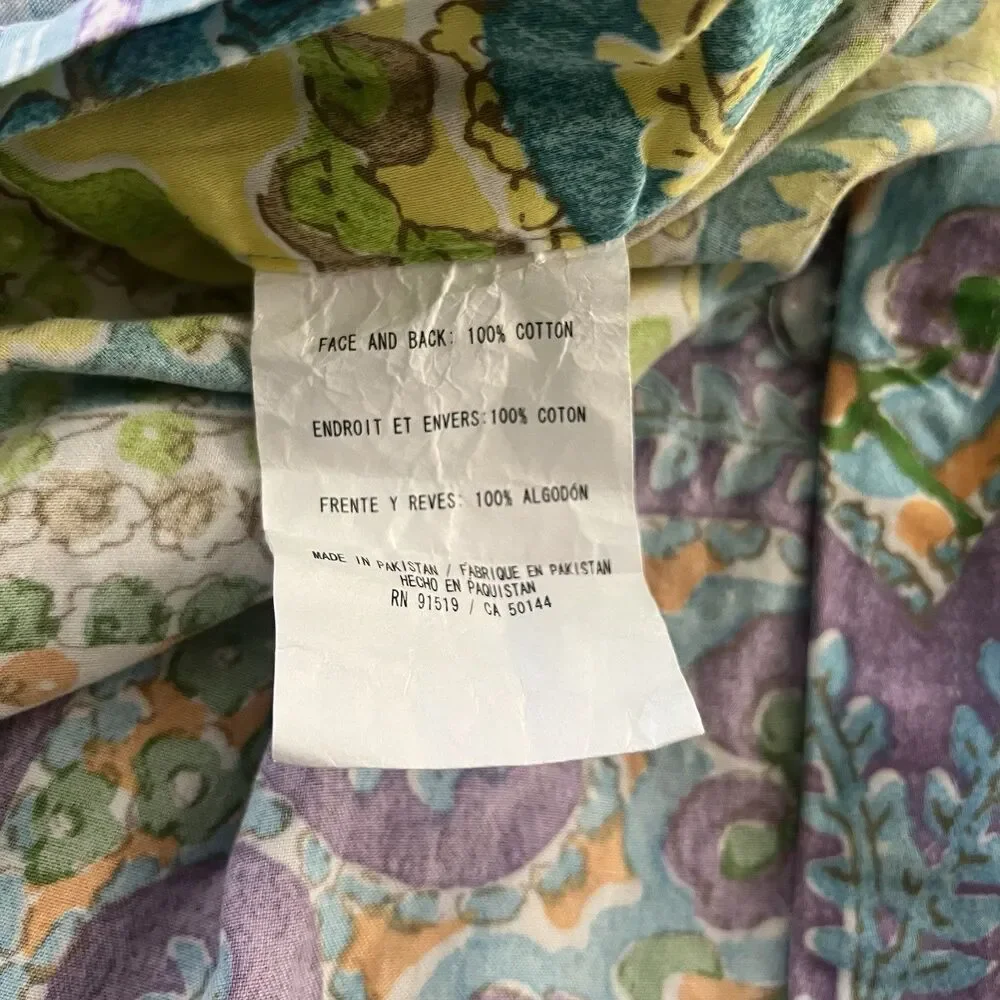 FACE AND BACK: 100% COTTON
ENDROIT ET ENVERS:100% COTON
FRENTE Y REVES: 100% ALGODÓN
MADE IN PAKISTAN / FABRIQUE EN PAKISTAN
HECHO EN PAQUISTAN
RN 91519 / CA 50144